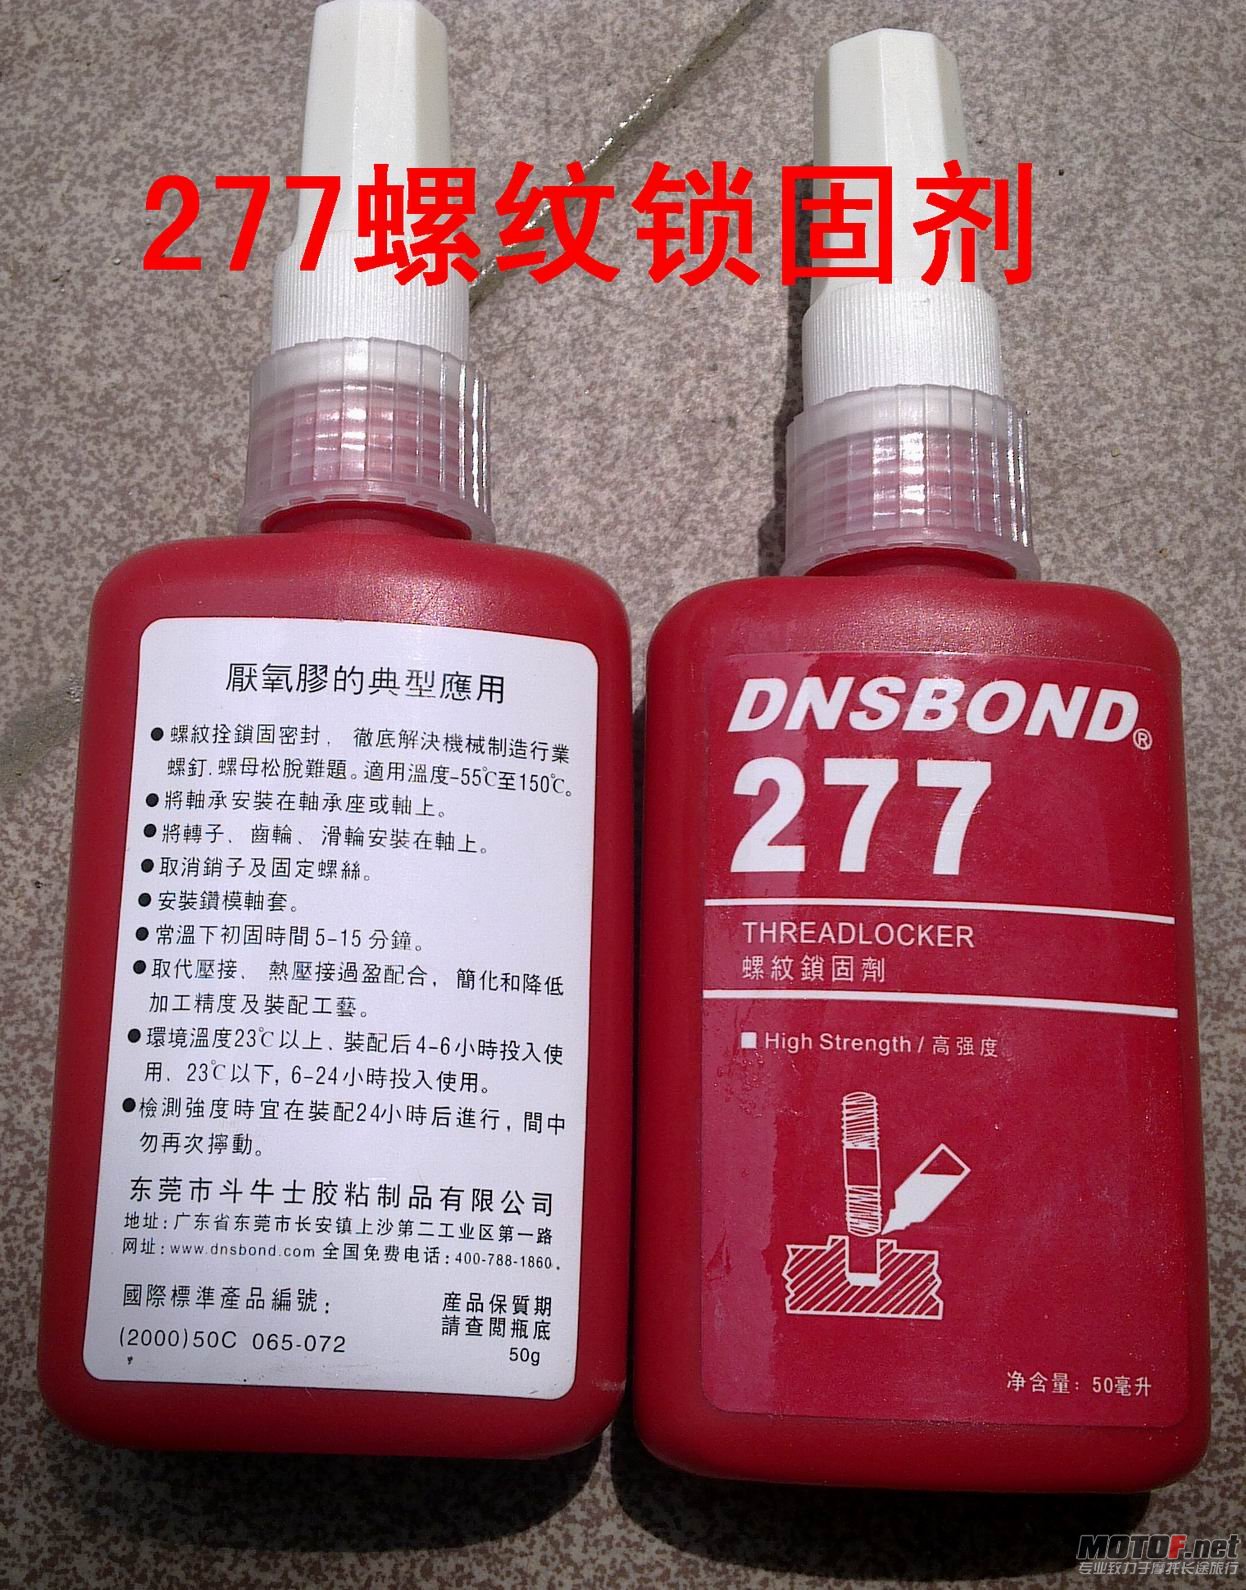 277螺纹锁固剂
厭氧膠的典型應用
●螺紋拴鎖固密封﹐徹底解決機械制造行業
螺釘.螺母松脫難題。適用溫度-55℃至150℃。
●將軸承安裝在軸承座或軸上。
●將轉子、齒輪、滑輪安裝在軸上。
●取消銷子及固定螺絲。
●安裝鑽模軸套。
●常溫下初固時間5-15分鐘。
●取代壓接、熱壓接過盈配合，簡化和降低
加工精度及裝配工藝。
●環境溫度23℃以上、裝配后4-6小時投入使
用﹑23℃以下, 6-24小時投入使用。
●檢測強度時宜在裝配24小時后進行, 間中
勿再次擰動。
东莞市斗牛士胶粘制品有限公司
地址:广东省东莞市长安镇上沙第二工业区第一路
网址:www.dnsbond.com 全国免费电话:400-788-1860.
國際標準產品編號:
(2000)50C 065-072
産品保質期
請查閲瓶底
50g
DNSBOND®
277
THREADLOCKER
螺紋鎖固劑
■ High Strength / 高强度
净含量: 50毫升
MOTOF.net
专业致力于摩托长途旅行